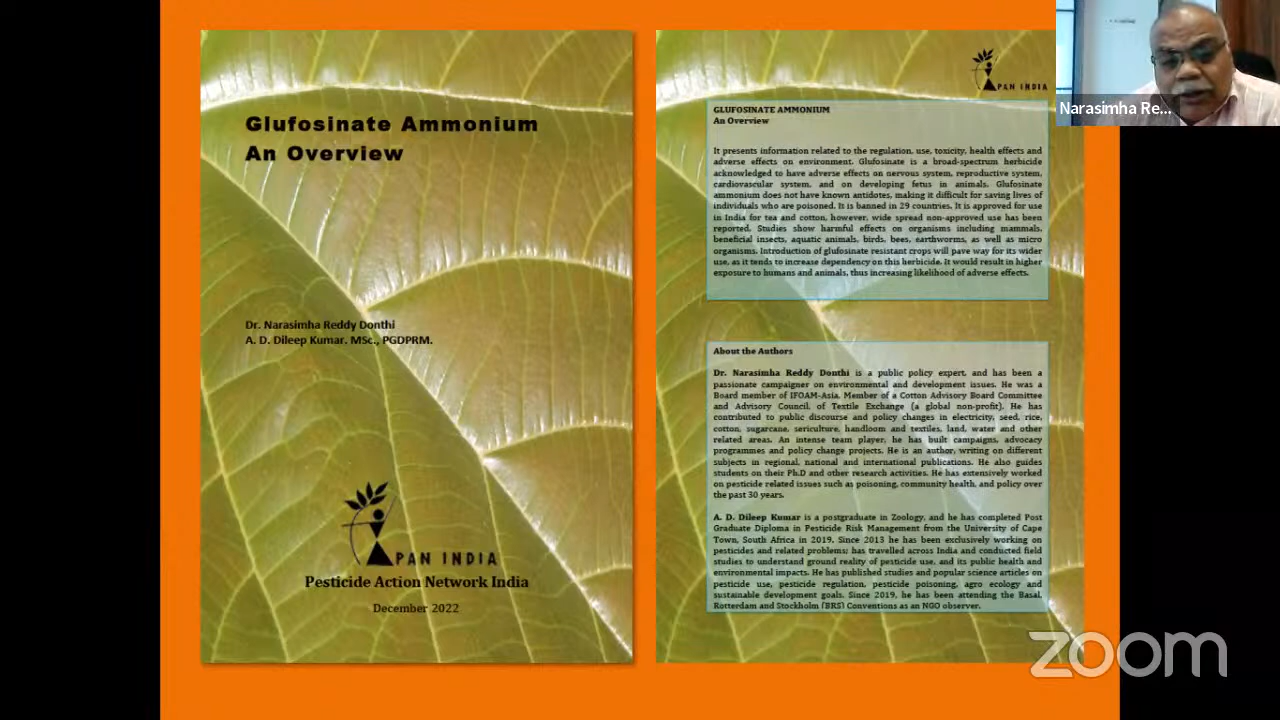 Glufosinate Ammonium
An Overview
Dr. Narasimha Reddy Donthi
A. D. Dileep Kumar. MSc., PGDPRM.
PAN INDIA
Pesticide Action Network India
December 2022
PAN INDIA
GLUFOSINATE AMMONIUM
An Overview
It presents information related to the regulation, use, toxicity, health effects and
adverse effects on environment. Glufosinate is a broad-spectrum herbicide
acknowledged to have adverse effects on nervous system, reproductive system,
cardiovascular system, and on developing fetus in animals. Glufosinate
ammonium does not have known antidotes, making it difficult for saving lives of
individuals who are poisoned. It is banned in 29 countries. It is approved for use
in India for tea and cotton, however, wide spread non-approved use has been
reported. Studies show harmful effects on organisms including mammals,
beneficial insects, aquatic animals, birds, bees, earthworms, as well as micro
organisms. Introduction of glufosinate resistant crops will pave way for its wider
use, as it tends to increase dependency on this herbicide. It would result in higher
exposure to humans and animals, thus increasing likelihood of adverse effects.
About the Authors
Dr. Narasimha Reddy Donthi is a public policy expert, and has been a
passionate campaigner on environmental and development issues. He was a
Board member of IFOAM-Asia. Member of a Cotton Advisory Board Committee
and Advisory Council, of Textile Exchange (a global non-profit). He has
contributed to public discourse and policy changes in electricity, seed, rice,
cotton, sugarcane, sericulture, handloom and textiles, land, water and other
related areas. An intense team player, he has built campaigns, advocacy
programmes and policy change projects. He is an author, writing on different
subjects in regional, national and international publications. He also guides
students on their Ph.D and other research activities. He has extensively worked
on pesticide related issues such as poisoning, community health, and policy over
the past 30 years.
A. D. Dileep Kumar is a postgraduate in Zoology, and he has completed Post
Graduate Diploma in Pesticide Risk Management from the University of Cape
Town, South Africa in 2019. Since 2013 he has been exclusively working on
pesticides and related problems; has travelled across India and conducted field
studies to understand ground reality of pesticide use, and its public health and
environmental impacts. He has published studies and popular science articles on
pesticide use, pesticide regulation, pesticide poisoning, agro ecology and
sustainable development goals. Since 2019, he has been attending the Basal,
Rotterdam and Stockholm (BRS) Conventions as an NGO observer.
Narasimha Re...
zoom